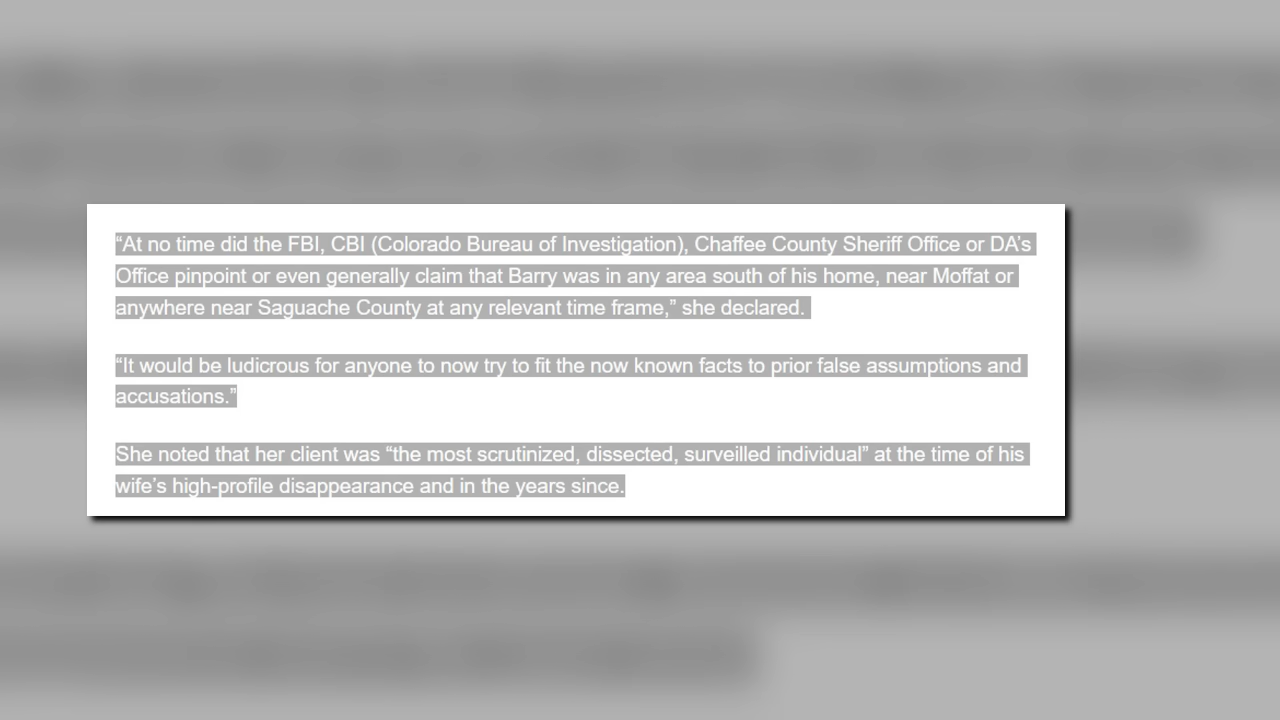 “At no time did the FBI, CBI (Colorado Bureau of Investigation), Chaffee County Sheriff Office or DA’s
Office pinpoint or even generally claim that Barry was in any area south of his home, near Moffat or
anywhere near Saguache County at any relevant time frame,” she declared.
“It would be ludicrous for anyone to now try to fit the now known facts to prior false assumptions and
accusations.”
She noted that her client was “the most scrutinized, dissected, surveilled individual” at the time of his
wife’s high-profile disappearance and in the years since.